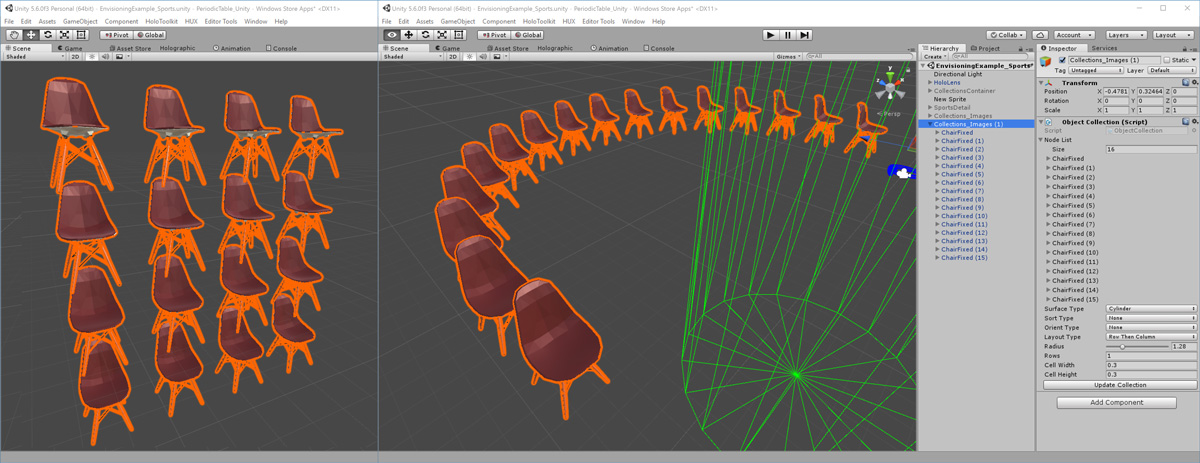 Unity 5.6.0f3 Personal (64bit) - EnvisioningExample_Sports.unity - PeriodicTable_Unity - Windows Store Apps* <DX11>
File Edit Assets GameObject Component HoloToolkit HUX Editor Tools Window Help
Pivot Global
Scene Game Asset Store Holographic Animation Console
Shaded 2D
Unity 5.6.0f3 Personal (64bit) - EnvisioningExample_Sports.unity - PeriodicTable_Unity - Windows Store Apps* <DX11>
File Edit Assets GameObject Component HoloToolkit HUX Editor Tools Window Help
Pivot Global Collab Account Layers Layout
Scene Game Asset Store Holographic Animation Console
Shaded 2D Gizmos All
y
x
z
Persp
Hierarchy Project
Create All
EnvisioningExample_Sports
Directional Light
HoloLens
CollectionsContainer
New Sprite
SportsDetail
Collections_Images
Collections_Images (1)
ChairFixed
ChairFixed (1)
ChairFixed (2)
ChairFixed (3)
ChairFixed (4)
ChairFixed (5)
ChairFixed (6)
ChairFixed (7)
ChairFixed (8)
ChairFixed (9)
ChairFixed (10)
ChairFixed (11)
ChairFixed (12)
ChairFixed (13)
ChairFixed (14)
ChairFixed (15)
Inspector Services
Collections_Images (1) Static
Tag Untagged Layer Default
Transform
Position X -0.4781 Y 0.32464 Z 0
Rotation X 0 Y 0 Z 0
Scale X 1 Y 1 Z 1
Object Collection (Script)
Script ObjectCollection
Node List
Size 16
ChairFixed
ChairFixed (1)
ChairFixed (2)
ChairFixed (3)
ChairFixed (4)
ChairFixed (5)
ChairFixed (6)
ChairFixed (7)
ChairFixed (8)
ChairFixed (9)
ChairFixed (10)
ChairFixed (11)
ChairFixed (12)
ChairFixed (13)
ChairFixed (14)
ChairFixed (15)
Surface Type Cylinder
Sort Type None
Orient Type None
Layout Type Row Then Column
Radius 1.28
Rows 1
Cell Width 0.3
Cell Height 0.3
Update Collection
Add Component